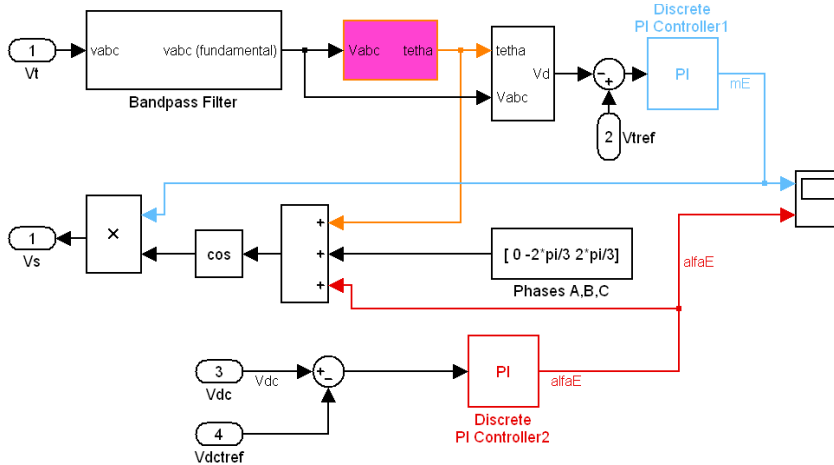 Discrete
PI Controller1
1
Vt
vabc
vabc (fundamental)
Bandpass Filter
Vabc
tetha
tetha
Vabc
Vd
-
+
2
Vtref
PI
mE
1
Vs
×
cos
+
+
+
[ 0 -2*pi/3 2*pi/3]
Phases A,B,C
alfaE
3
Vdc
Vdc
+
-
4
Vdctref
PI
alfaE
Discrete
PI Controller2